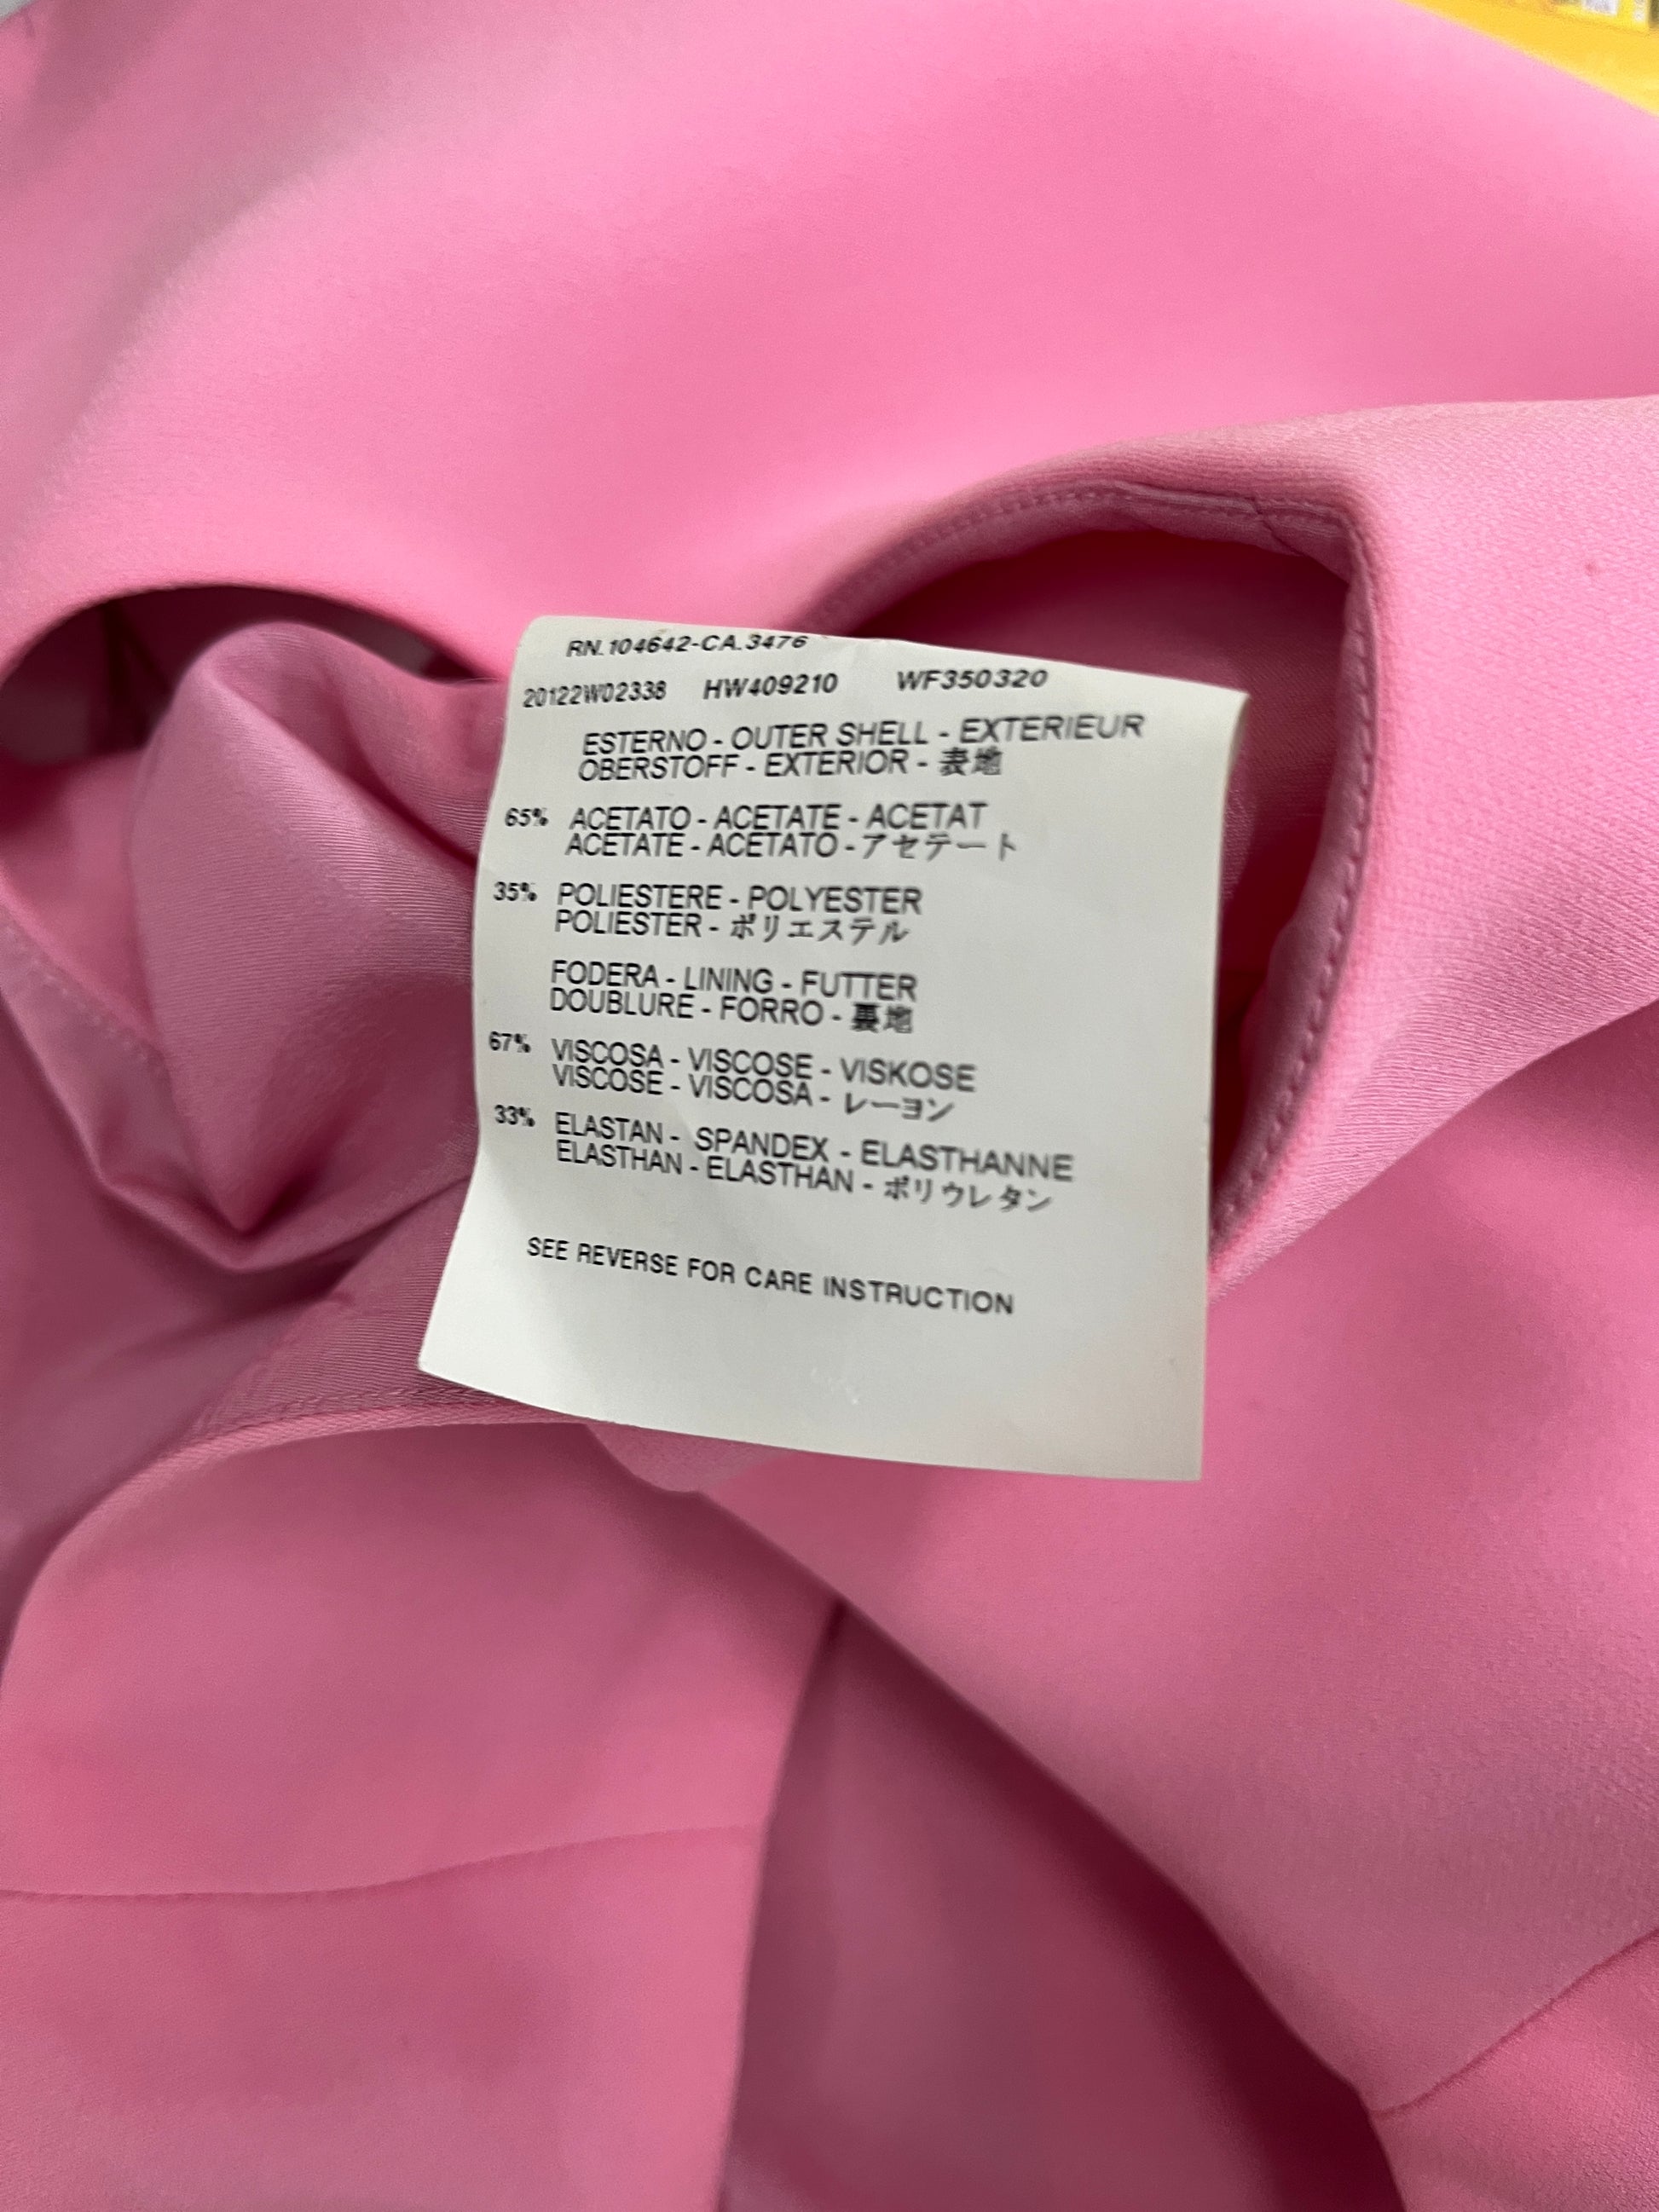 RN.104642-CA.3476
20122W02338 HW409210 WF350320
ESTERNO - OUTER SHELL - EXTERIEUR
OBERSTOFF - EXTERIOR - 表地
65% ACETATO - ACETATE - ACETAT
ACETATE - ACETATO - アセテート
35% POLIESTERE - POLYESTER
POLIESTER - ポリエステル
FODERA - LINING - FUTTER
DOUBLURE - FORRO - 裏地
67% VISCOSA - VISCOSE - VISKOSE
VISCOSE - VISCOSA - レーヨン
33% ELASTAN - SPANDEX - ELASTHANNE
ELASTHAN - ELASTHAN - ポリウレタン
SEE REVERSE FOR CARE INSTRUCTION